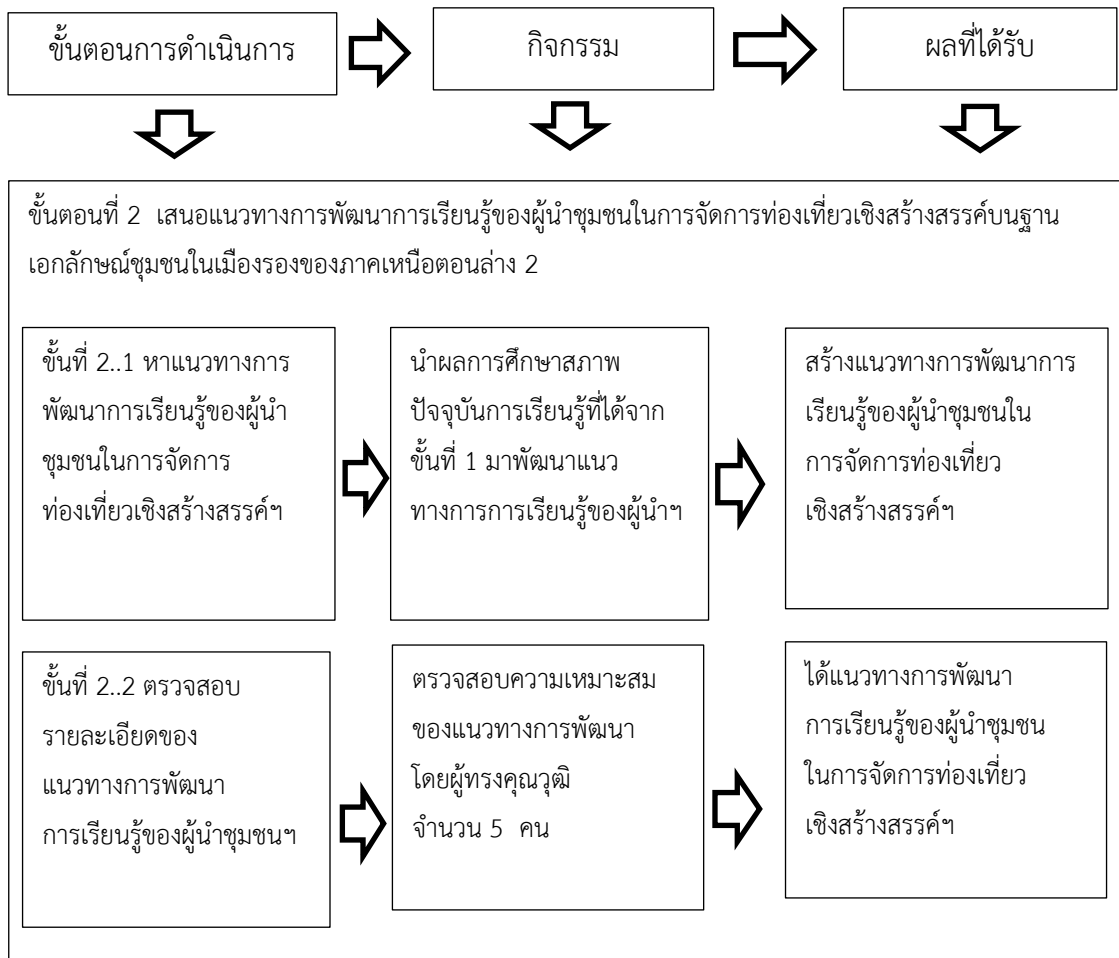 ขั้นตอนการดำเนินการ
กิจกรรม
ผลที่ได้รับ
ขั้นตอนที่ 2  เสนอแนวทางการพัฒนาการเรียนรู้ของผู้นำชุมชนในการจัดการท่องเที่ยวเชิงสร้างสรรค์บนฐาน
เอกลักษณ์ชุมชนในเมืองรองของภาคเหนือตอนล่าง 2
ขั้นที่ 2..1 หาแนวทางการ
พัฒนาการเรียนรู้ของผู้นำ
ชุมชนในการจัดการ
ท่องเที่ยวเชิงสร้างสรรค์ฯ
นำผลการศึกษาสภาพ
ปัจจุบันการเรียนรู้ที่ได้จาก
ขั้นที่ 1 มาพัฒนาแนว
ทางการการเรียนรู้ของผู้นำฯ
สร้างแนวทางการพัฒนาการ
เรียนรู้ของผู้นำชุมชนใน
การจัดการท่องเที่ยว
เชิงสร้างสรรค์ฯ
ขั้นที่ 2..2 ตรวจสอบ
รายละเอียดของ
แนวทางการพัฒนา
การเรียนรู้ของผู้นำชุมชนฯ
ตรวจสอบความเหมาะสม
ของแนวทางการพัฒนา
โดยผู้ทรงคุณวุฒิ
จำนวน 5  คน
ได้แนวทางการพัฒนา
การเรียนรู้ของผู้นำชุมชน
ในการจัดการท่องเที่ยว
เชิงสร้างสรรค์ฯ